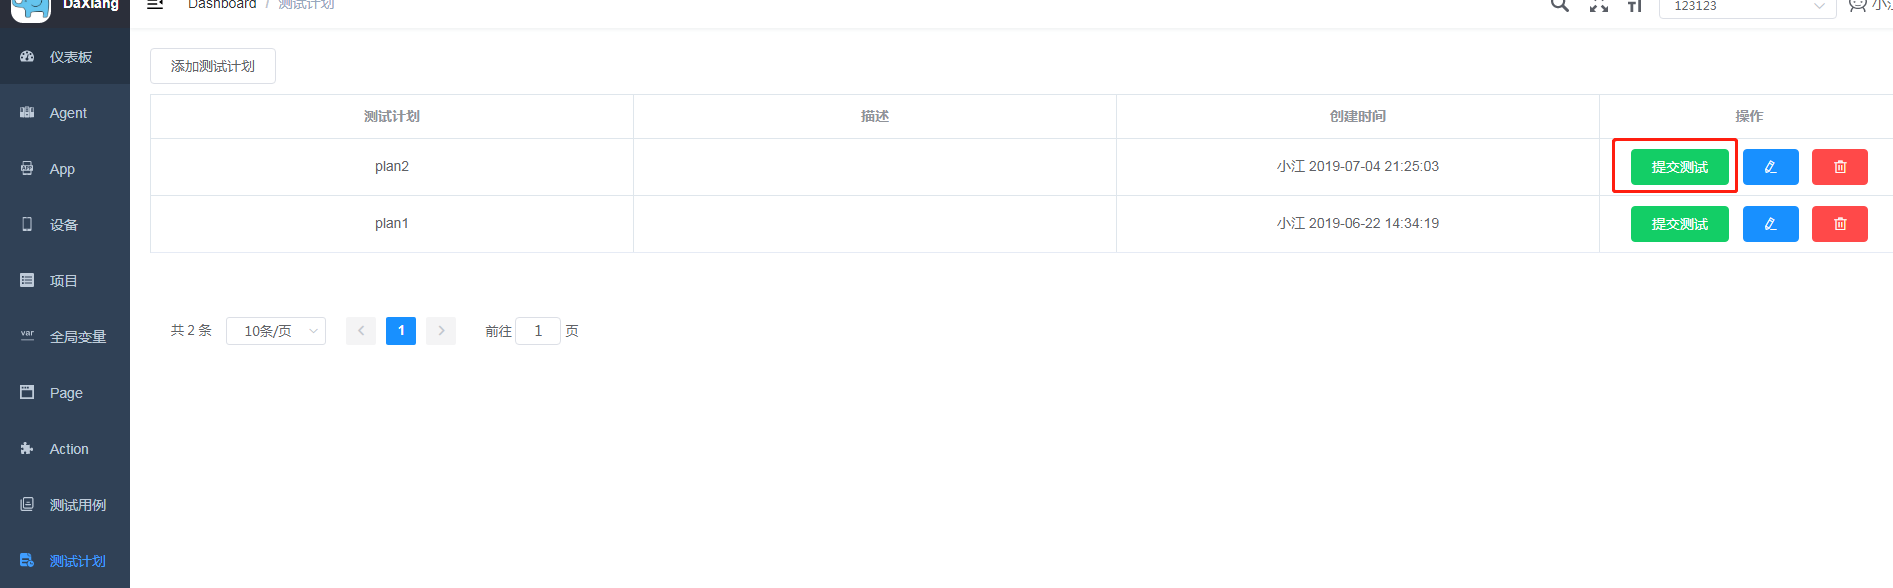 DaXiang
Dashboard / 测试计划
123123
小江
仪表板
Agent
App
设备
项目
全局变量
Page
Action
测试用例
测试计划
添加测试计划
测试计划 描述 创建时间 操作
plan2 小江 2019-07-04 21:25:03 提交测试
plan1 小江 2019-06-22 14:34:19 提交测试
共 2 条 10条/页 1 前往 1 页